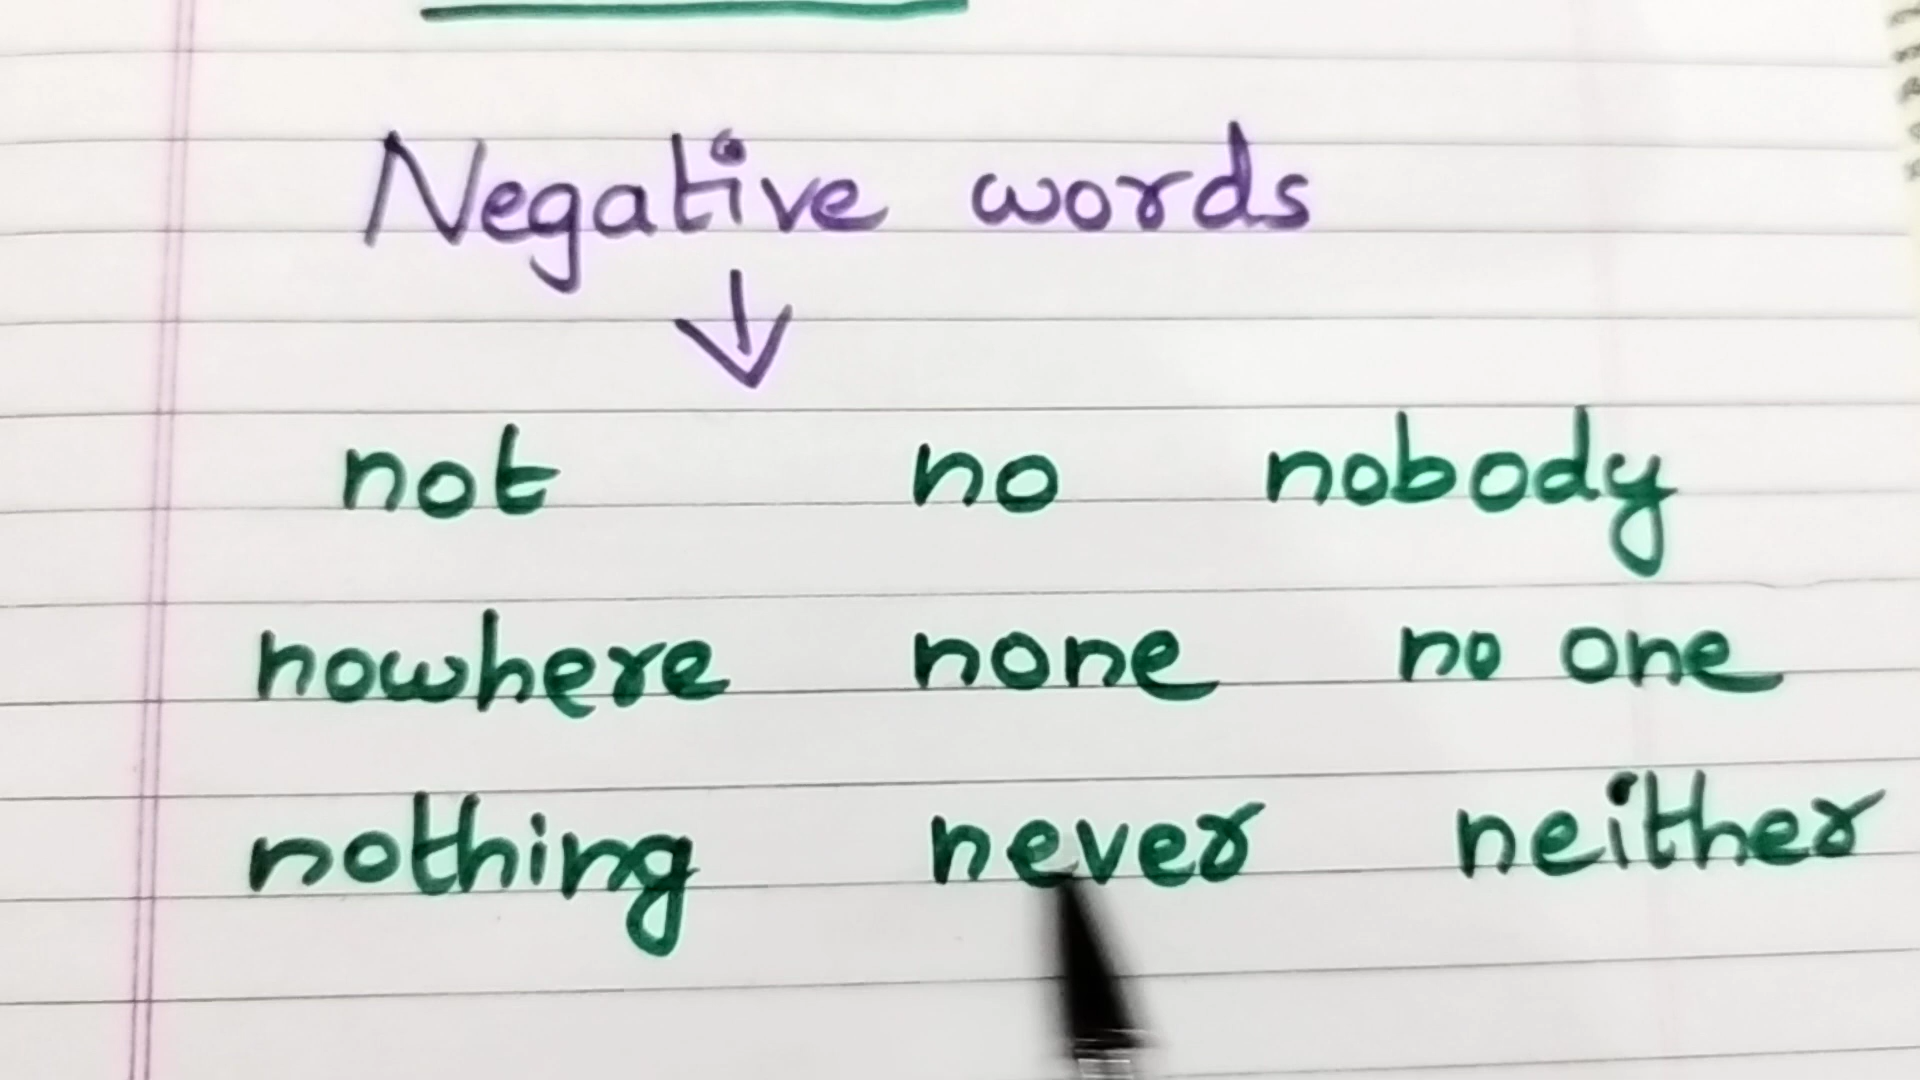 Negative words
↓
not no nobody
nowhere none no one
nothing never neither